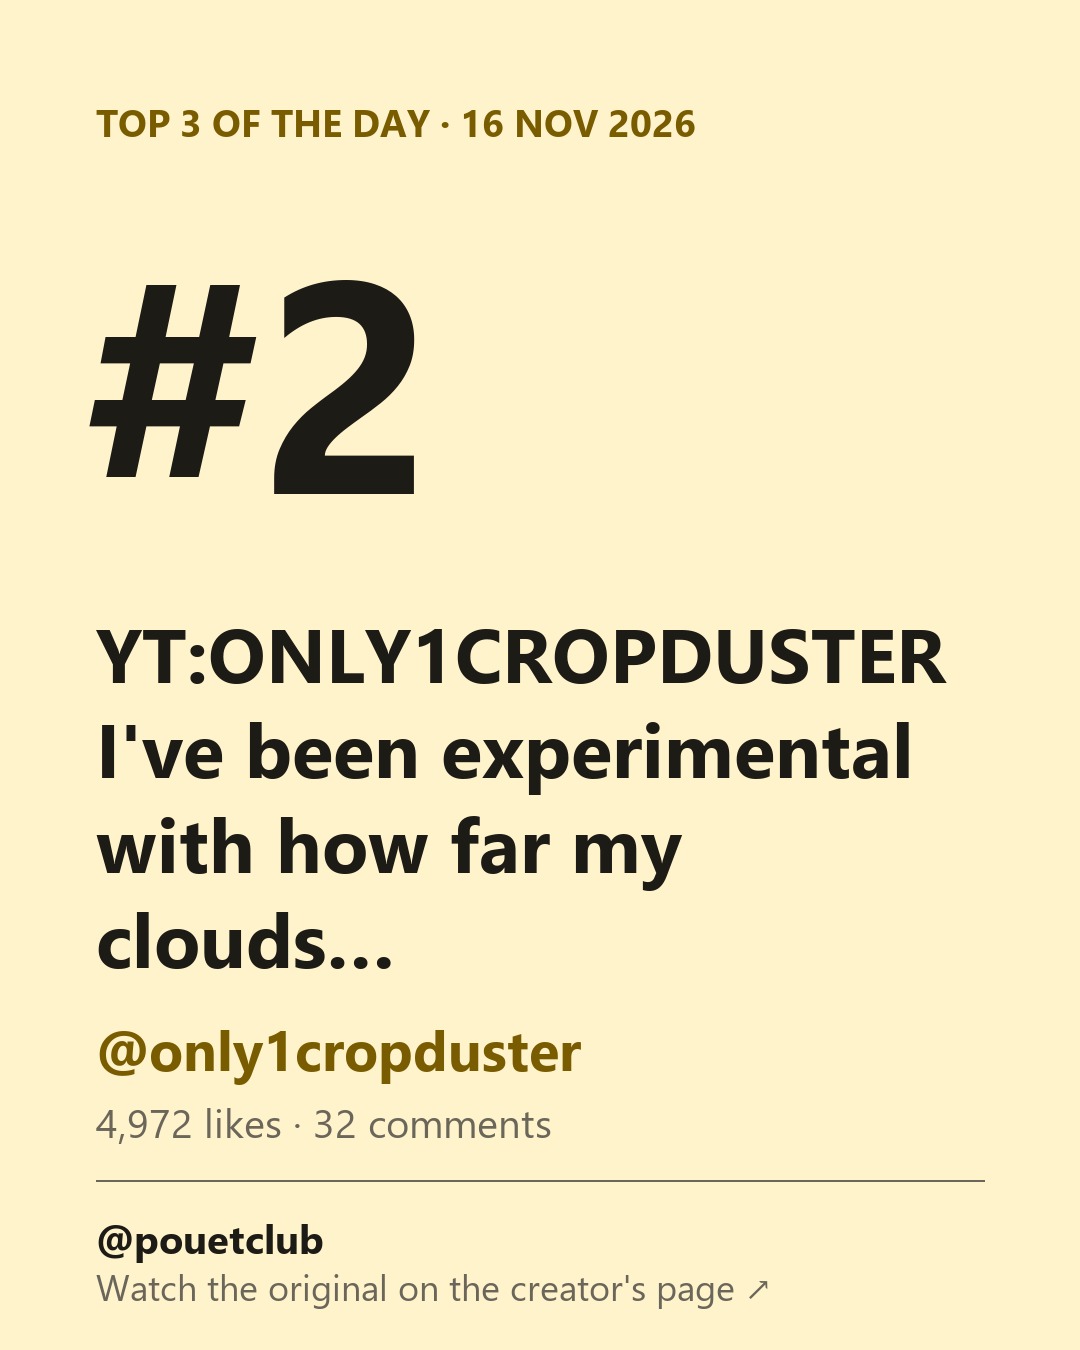 TOP 3 OF THE DAY · 16 NOV 2026
#2
YT:ONLY1CROPDUSTER
I've been experimental
with how far my
clouds…
@only1cropduster
4,972 likes · 32 comments
@pouetclub
Watch the original on the creator's page ↗